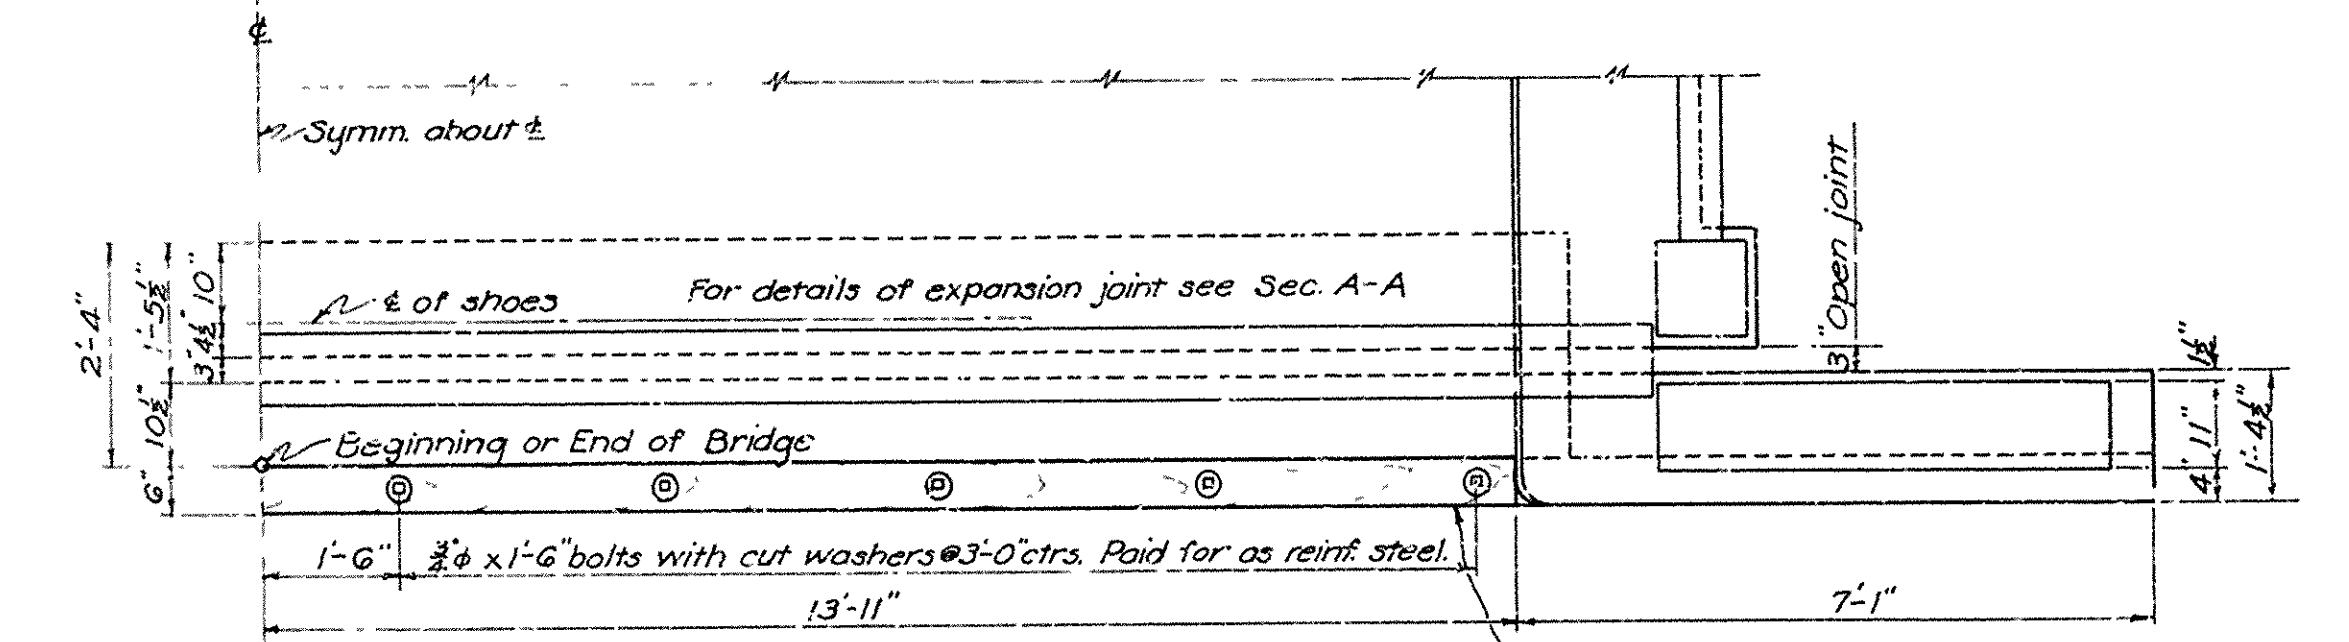 ℄
Symm. about ℄
3" Open joint
2'-4"
1'-5½"
10"
4½"
3"
℄ of shoes
For details of expansion joint see Sec. A-A
1½"
10½"
11"
1'-4½"
Beginning or End of Bridge
6"
4"
1'-6"
¾"ϕ x 1'-6" bolts with cut washers @ 3'-0" ctrs. Paid for as reinf. steel.
13'-11"
7'-1"